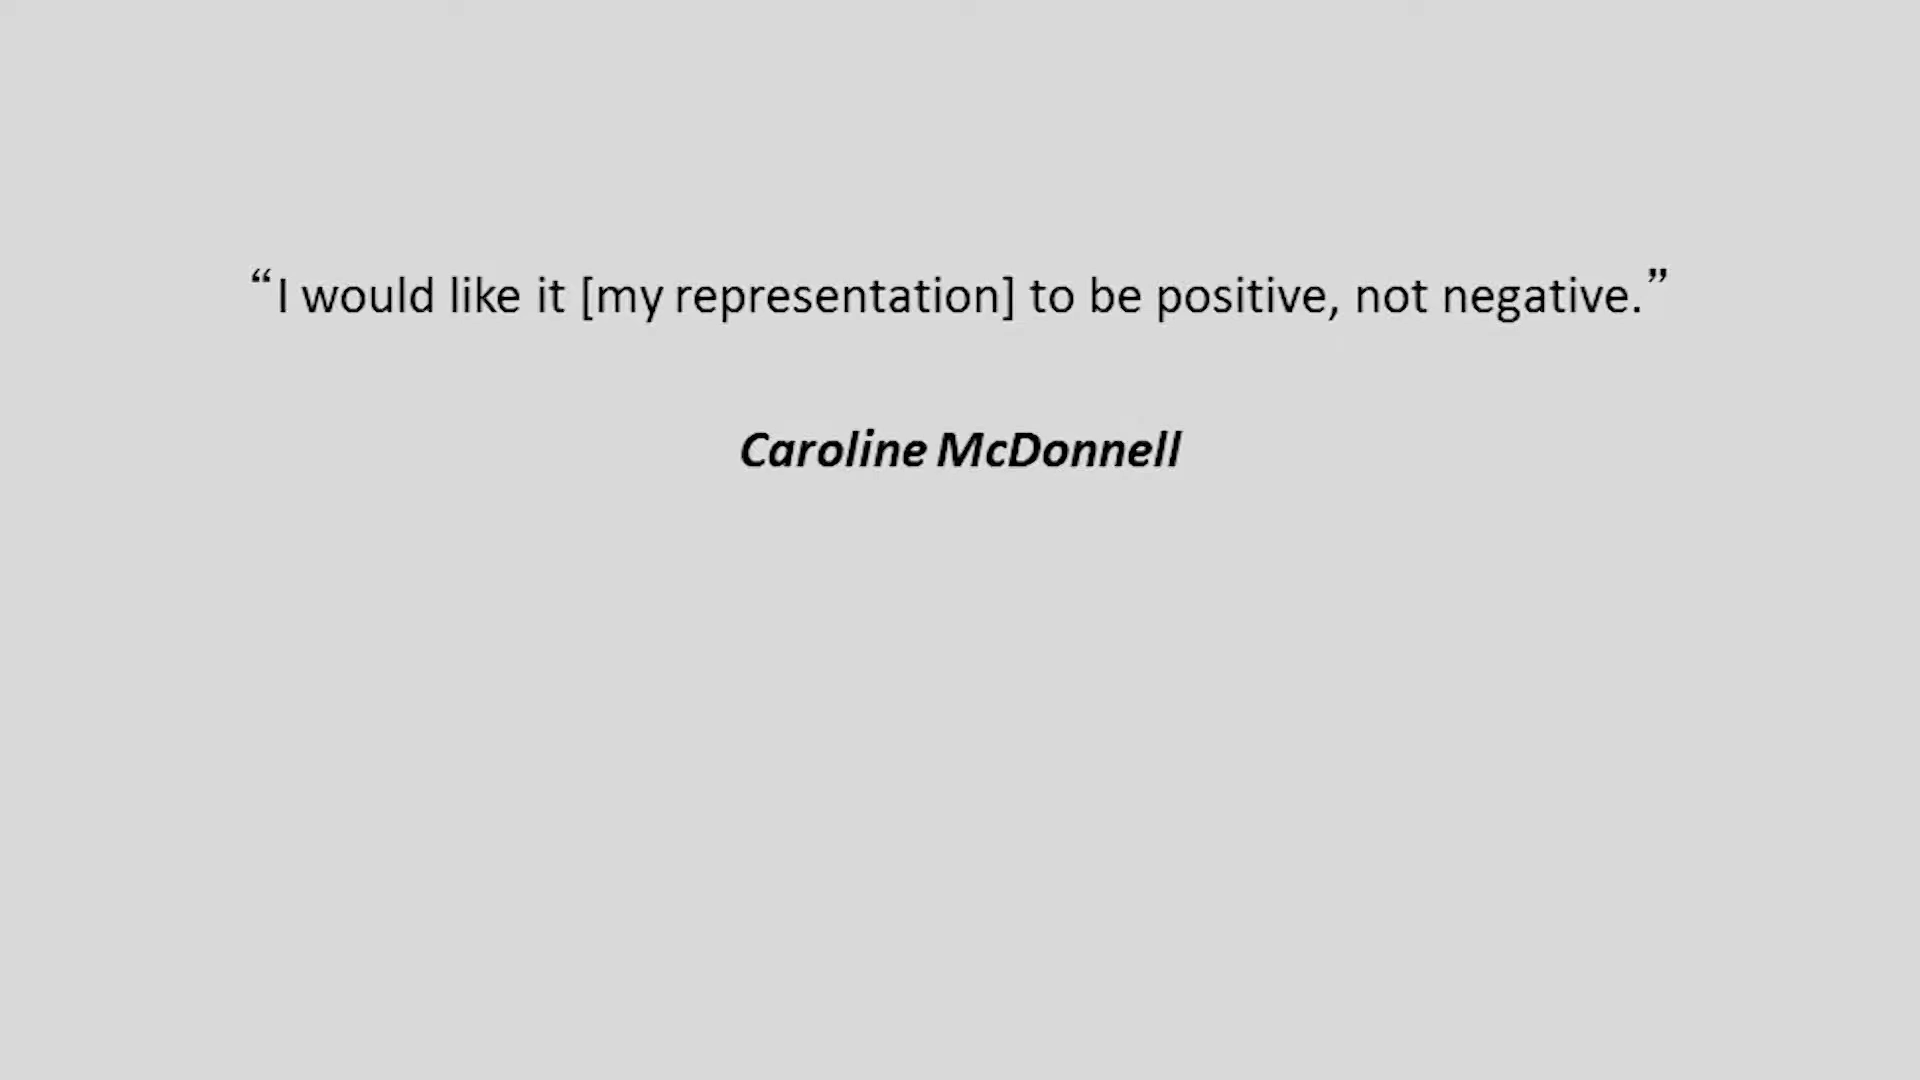 “I would like it [my representation] to be positive, not negative.”
Caroline McDonnell